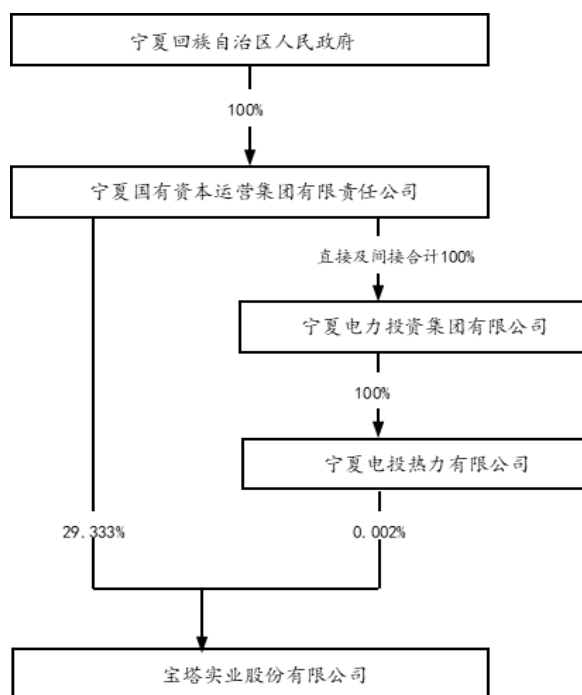 宁夏回族自治区人民政府
100%
宁夏国有资本运营集团有限责任公司
直接及间接合计100%
宁夏电力投资集团有限公司
100%
宁夏电投热力有限公司
29.333%
0.002%
宝塔实业股份有限公司